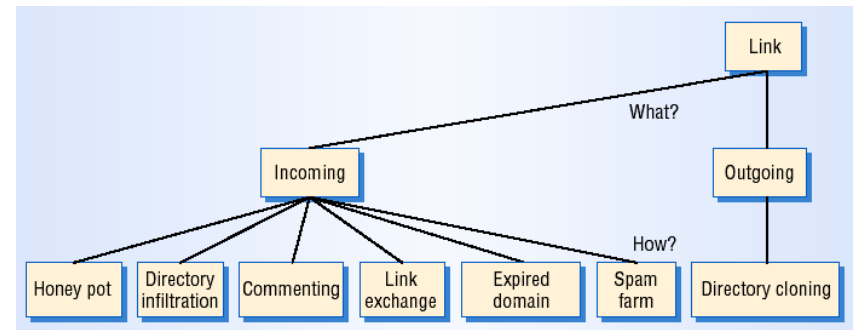 Link
What?
Incoming
Outgoing
How?
Honey pot
Directory
infiltration
Commenting
Link
exchange
Expired
domain
Spam
farm
Directory cloning